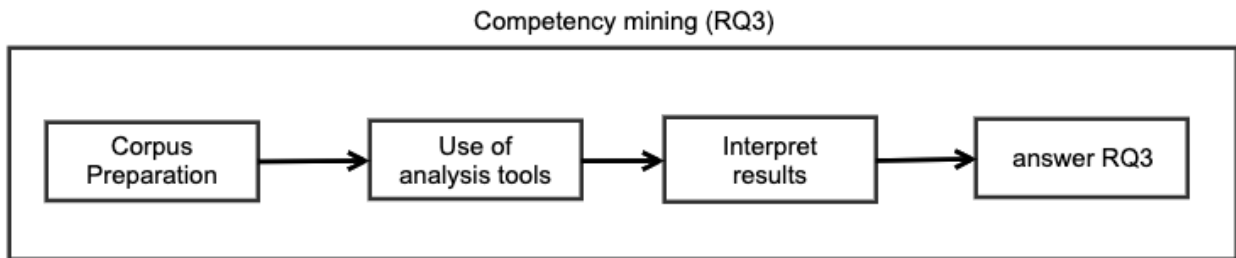 Competency mining (RQ3)
Corpus
Preparation
Use of
analysis tools
Interpret
results
answer RQ3